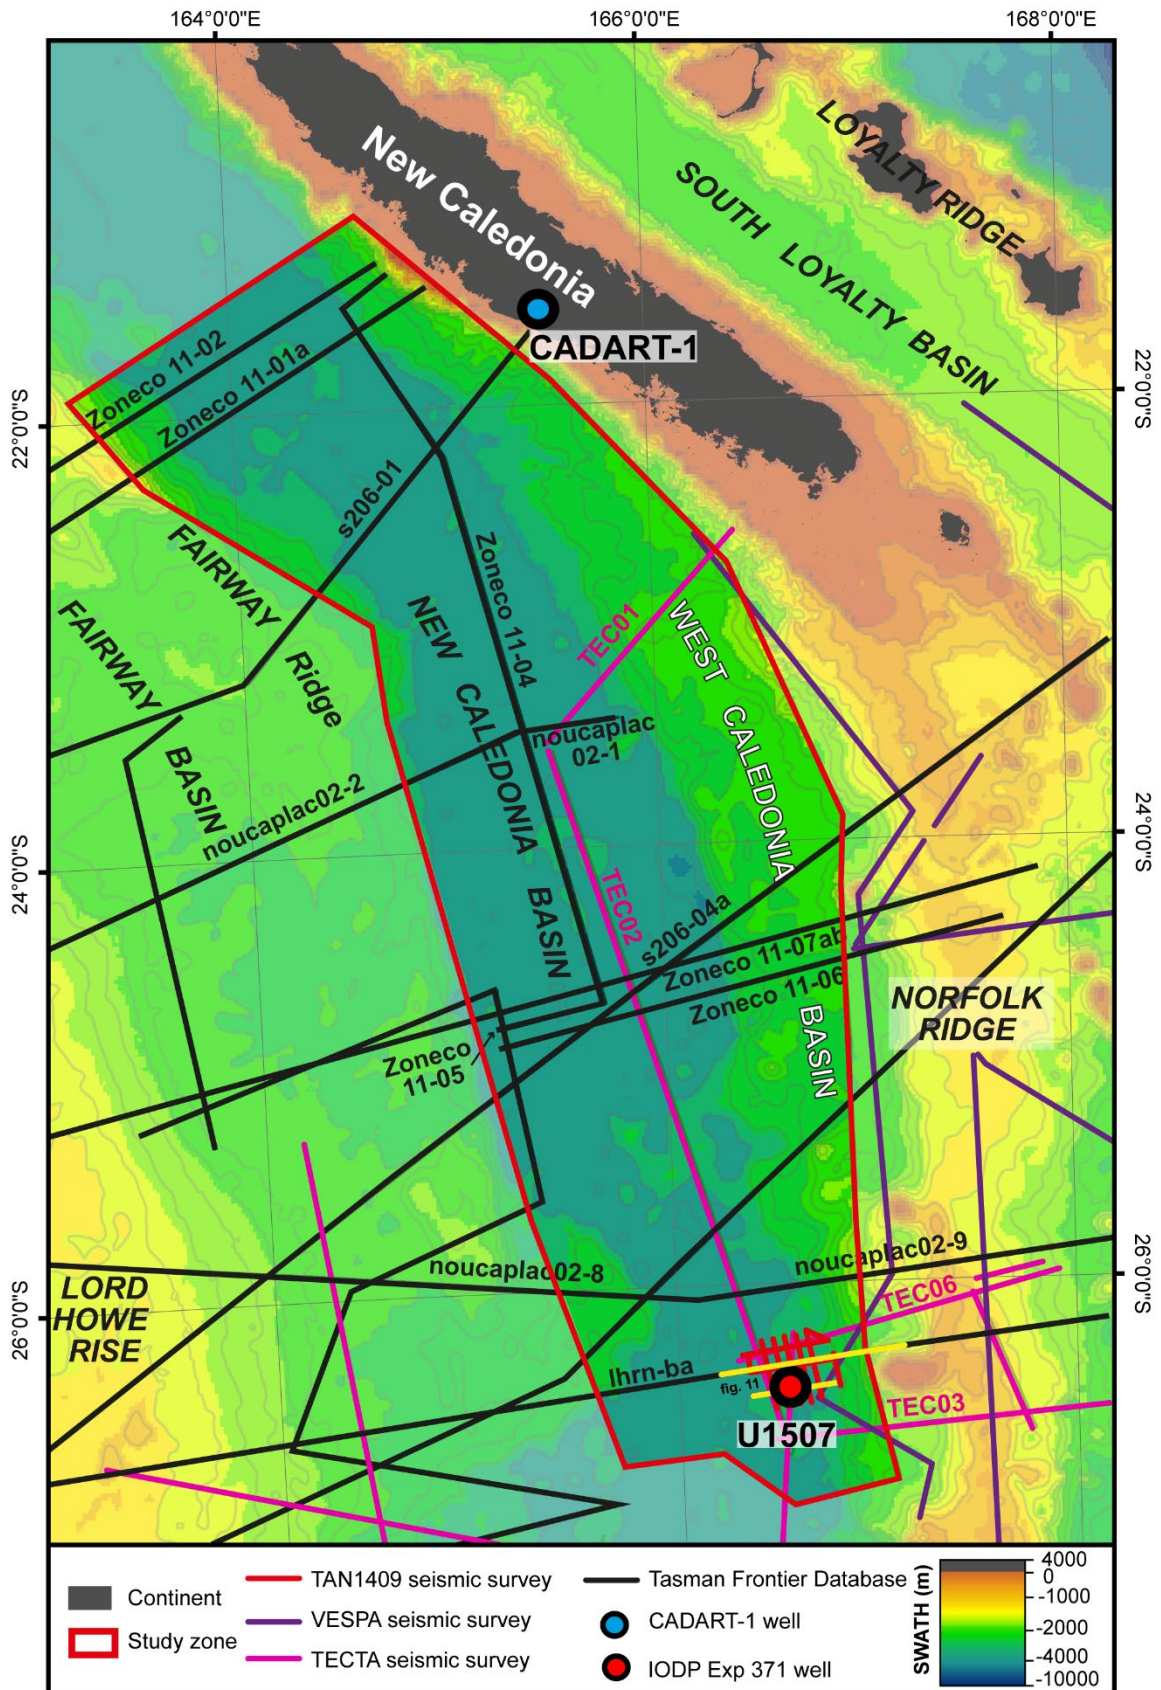 164°0'0"E
166°0'0"E
168°0'0"E
22°0'0"S
24°0'0"S
26°0'0"S
22°0'0"S
24°0'0"S
26°0'0"S
New Caledonia
LOYALTY RIDGE
SOUTH LOYALTY BASIN
CADART-1
Zoneco 11-02
Zoneco 11-01a
s206-01
FAIRWAY
Ridge
FAIRWAY
BASIN
Zoneco 11-04
NEW CALEDONIA BASIN
TEC01
WEST CALEDONIA
BASIN
noucaplac
02-1
noucaplac02-2
TEC02
s206-04a
Zoneco 11-07ab
Zoneco 11-06
Zoneco
11-05
NORFOLK
RIDGE
noucaplac02-8
noucaplac02-9
LORD
HOWE
RISE
TEC06
lhrn-ba
fig. 11
TEC03
U1507
Continent
Study zone
TAN1409 seismic survey
VESPA seismic survey
TECTA seismic survey
Tasman Frontier Database
CADART-1 well
IODP Exp 371 well
SWATH (m)
4000
0
-1000
-2000
-4000
-10000